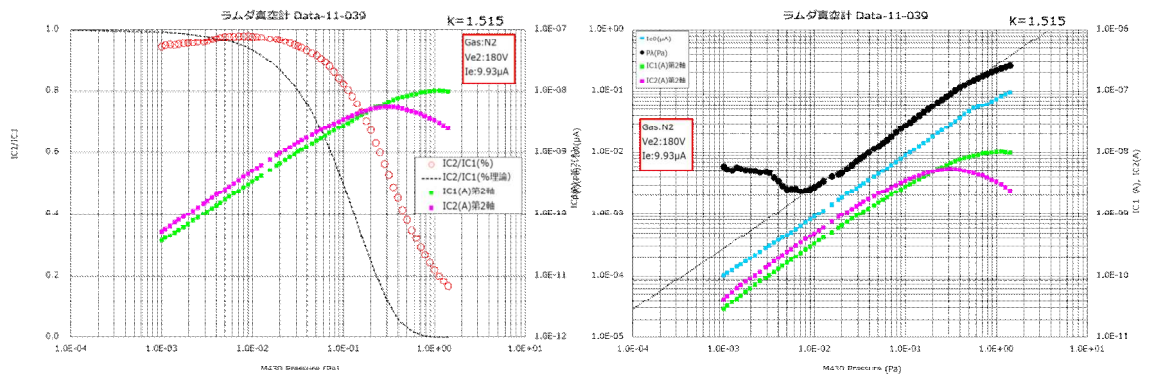 ラムダ真空計 Data-11-039
K=1.515
1.0
0.8
0.6
0.4
0.2
0.0
IC2/IC1
1.0E-07
1.0E-08
1.0E-09
1.0E-10
1.0E-11
1.0E-12
Gas:N2
Ve2:180V
Ie:9.93μA
IC2/IC1(%)
IC2/IC1(%理論)
IC1(A)第2軸
IC2(A)第2軸
1.0E-04
1.0E-03
1.0E-02
1.0E-01
1.0E+00
1.0E+01
M430 Pressure (Pa)
ラムダ真空計 Data-11-039
K=1.515
1.0E+00
1.0E-01
1.0E-02
1.0E-03
1.0E-04
1.0E-05
1.0E-06
1.0E-07
1.0E-08
1.0E-09
1.0E-10
1.0E-11
IC1 (A), IC2(A)
PA(Pa)
IC1(A)第2軸
IC2(A)第2軸
Gas:N2
Ve2:180V
Ie:9.93μA
1.0E-04
1.0E-03
1.0E-02
1.0E-01
1.0E+00
1.0E+01
M430 Pressure (Pa)